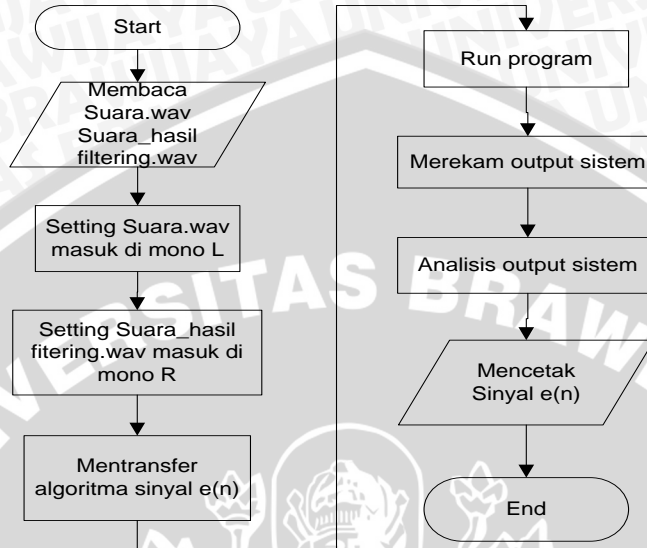 Start
Membaca
Suara.wav
Suara_hasil
filtering.wav
Setting Suara.wav
masuk di mono L
Setting Suara_hasil
fitering.wav masuk di
mono R
Mentransfer
algoritma sinyal e(n)
Run program
Merekam output sistem
Analisis output sistem
Mencetak
Sinyal e(n)
End